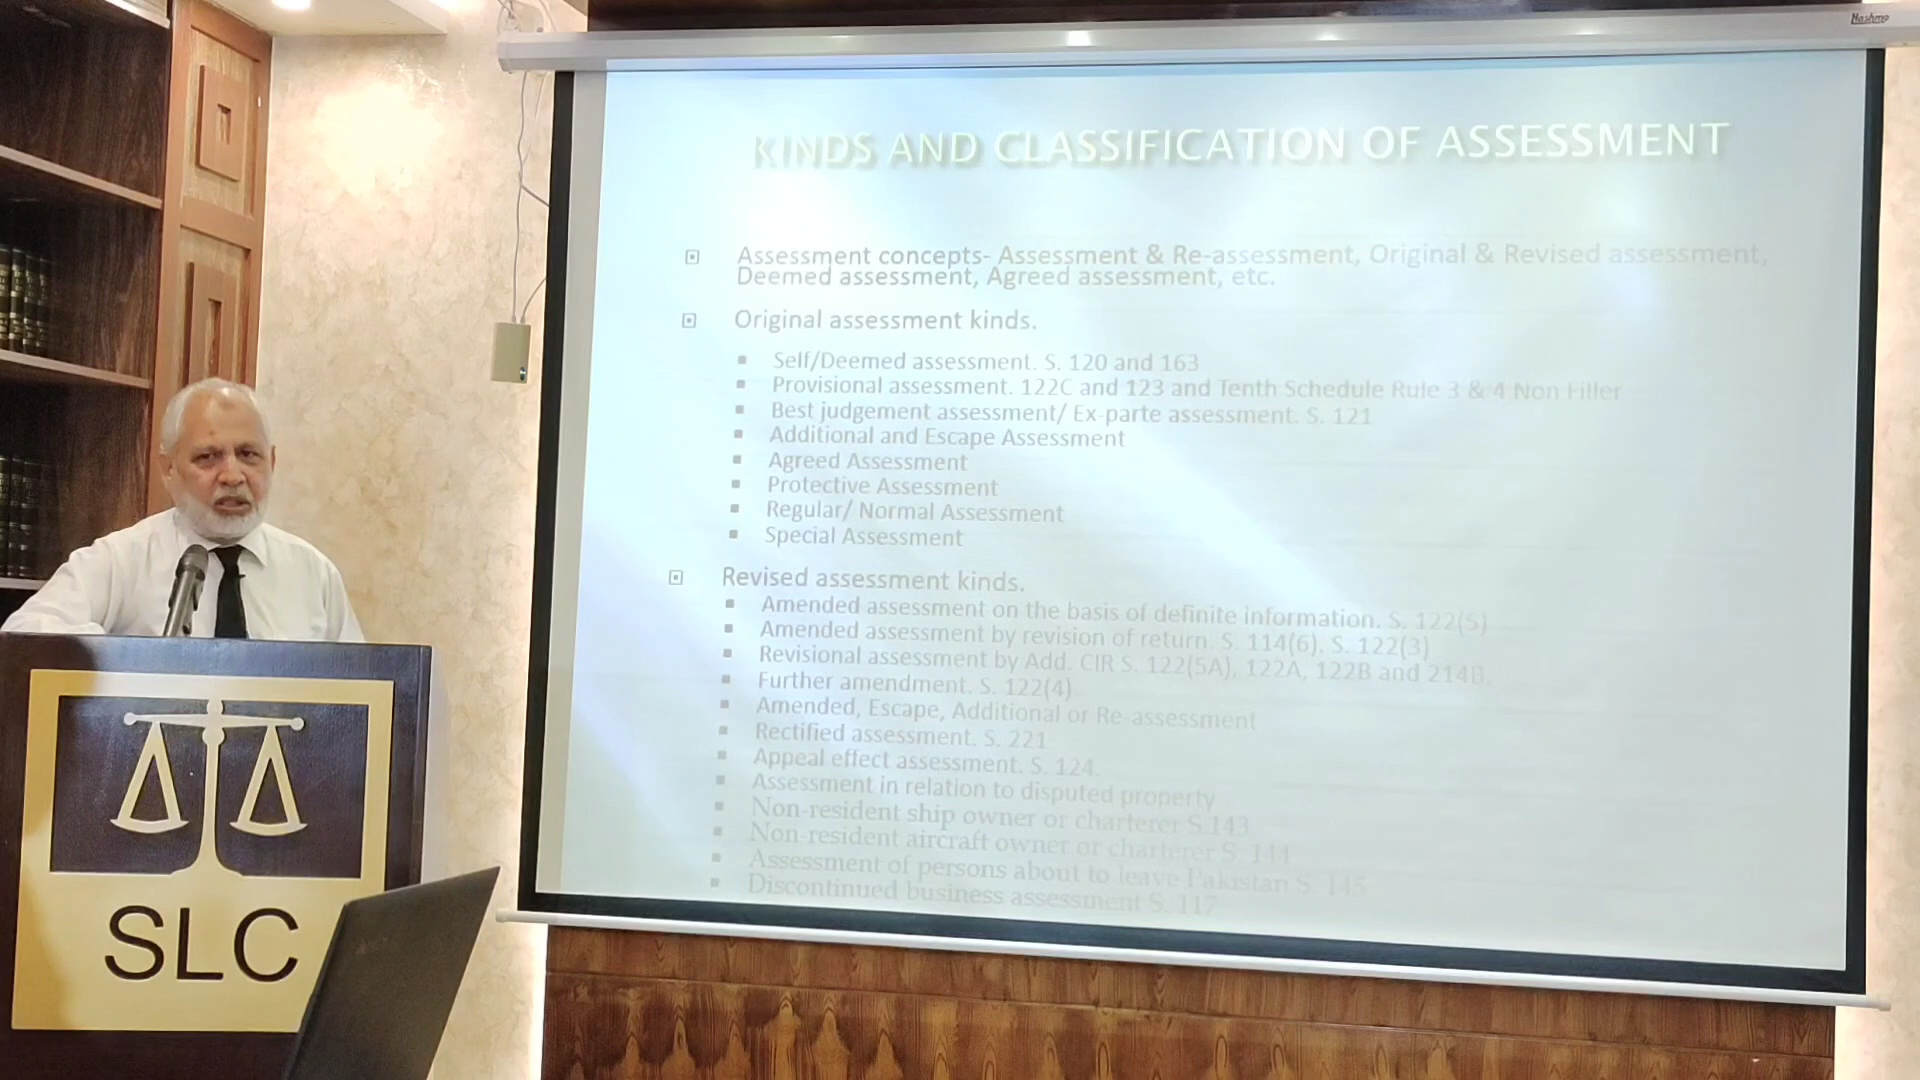 Hashmo
KINDS AND CLASSIFICATION OF ASSESSMENT
Assessment concepts- Assessment & Re-assessment, Original & Revised assessment,
Deemed assessment, Agreed assessment, etc.
Original assessment kinds.
Self/Deemed assessment. S. 120 and 163
Provisional assessment. 122C and 123 and Tenth Schedule Rule 3 & 4 Non Filler
Best judgement assessment/ Ex-parte assessment. S. 121
Additional and Escape Assessment
Agreed Assessment
Protective Assessment
Regular/ Normal Assessment
Special Assessment
Revised assessment kinds.
Amended assessment on the basis of definite information. S. 122(5)
Amended assessment by revision of return. S. 114(6). S. 122(3)
Revisional assessment by Add. CIR S. 122(5A), 122A, 122B and 214B.
Further amendment. S. 122(4)
Amended, Escape, Additional or Re-assessment
Rectified assessment. S. 221
Appeal effect assessment. S. 124.
Assessment in relation to disputed property
Non-resident ship owner or charterer S.143
Non-resident aircraft owner or charterer S. 144
Assessment of persons about to leave Pakistan S. 145
Discontinued business assessment S. 117
SLC